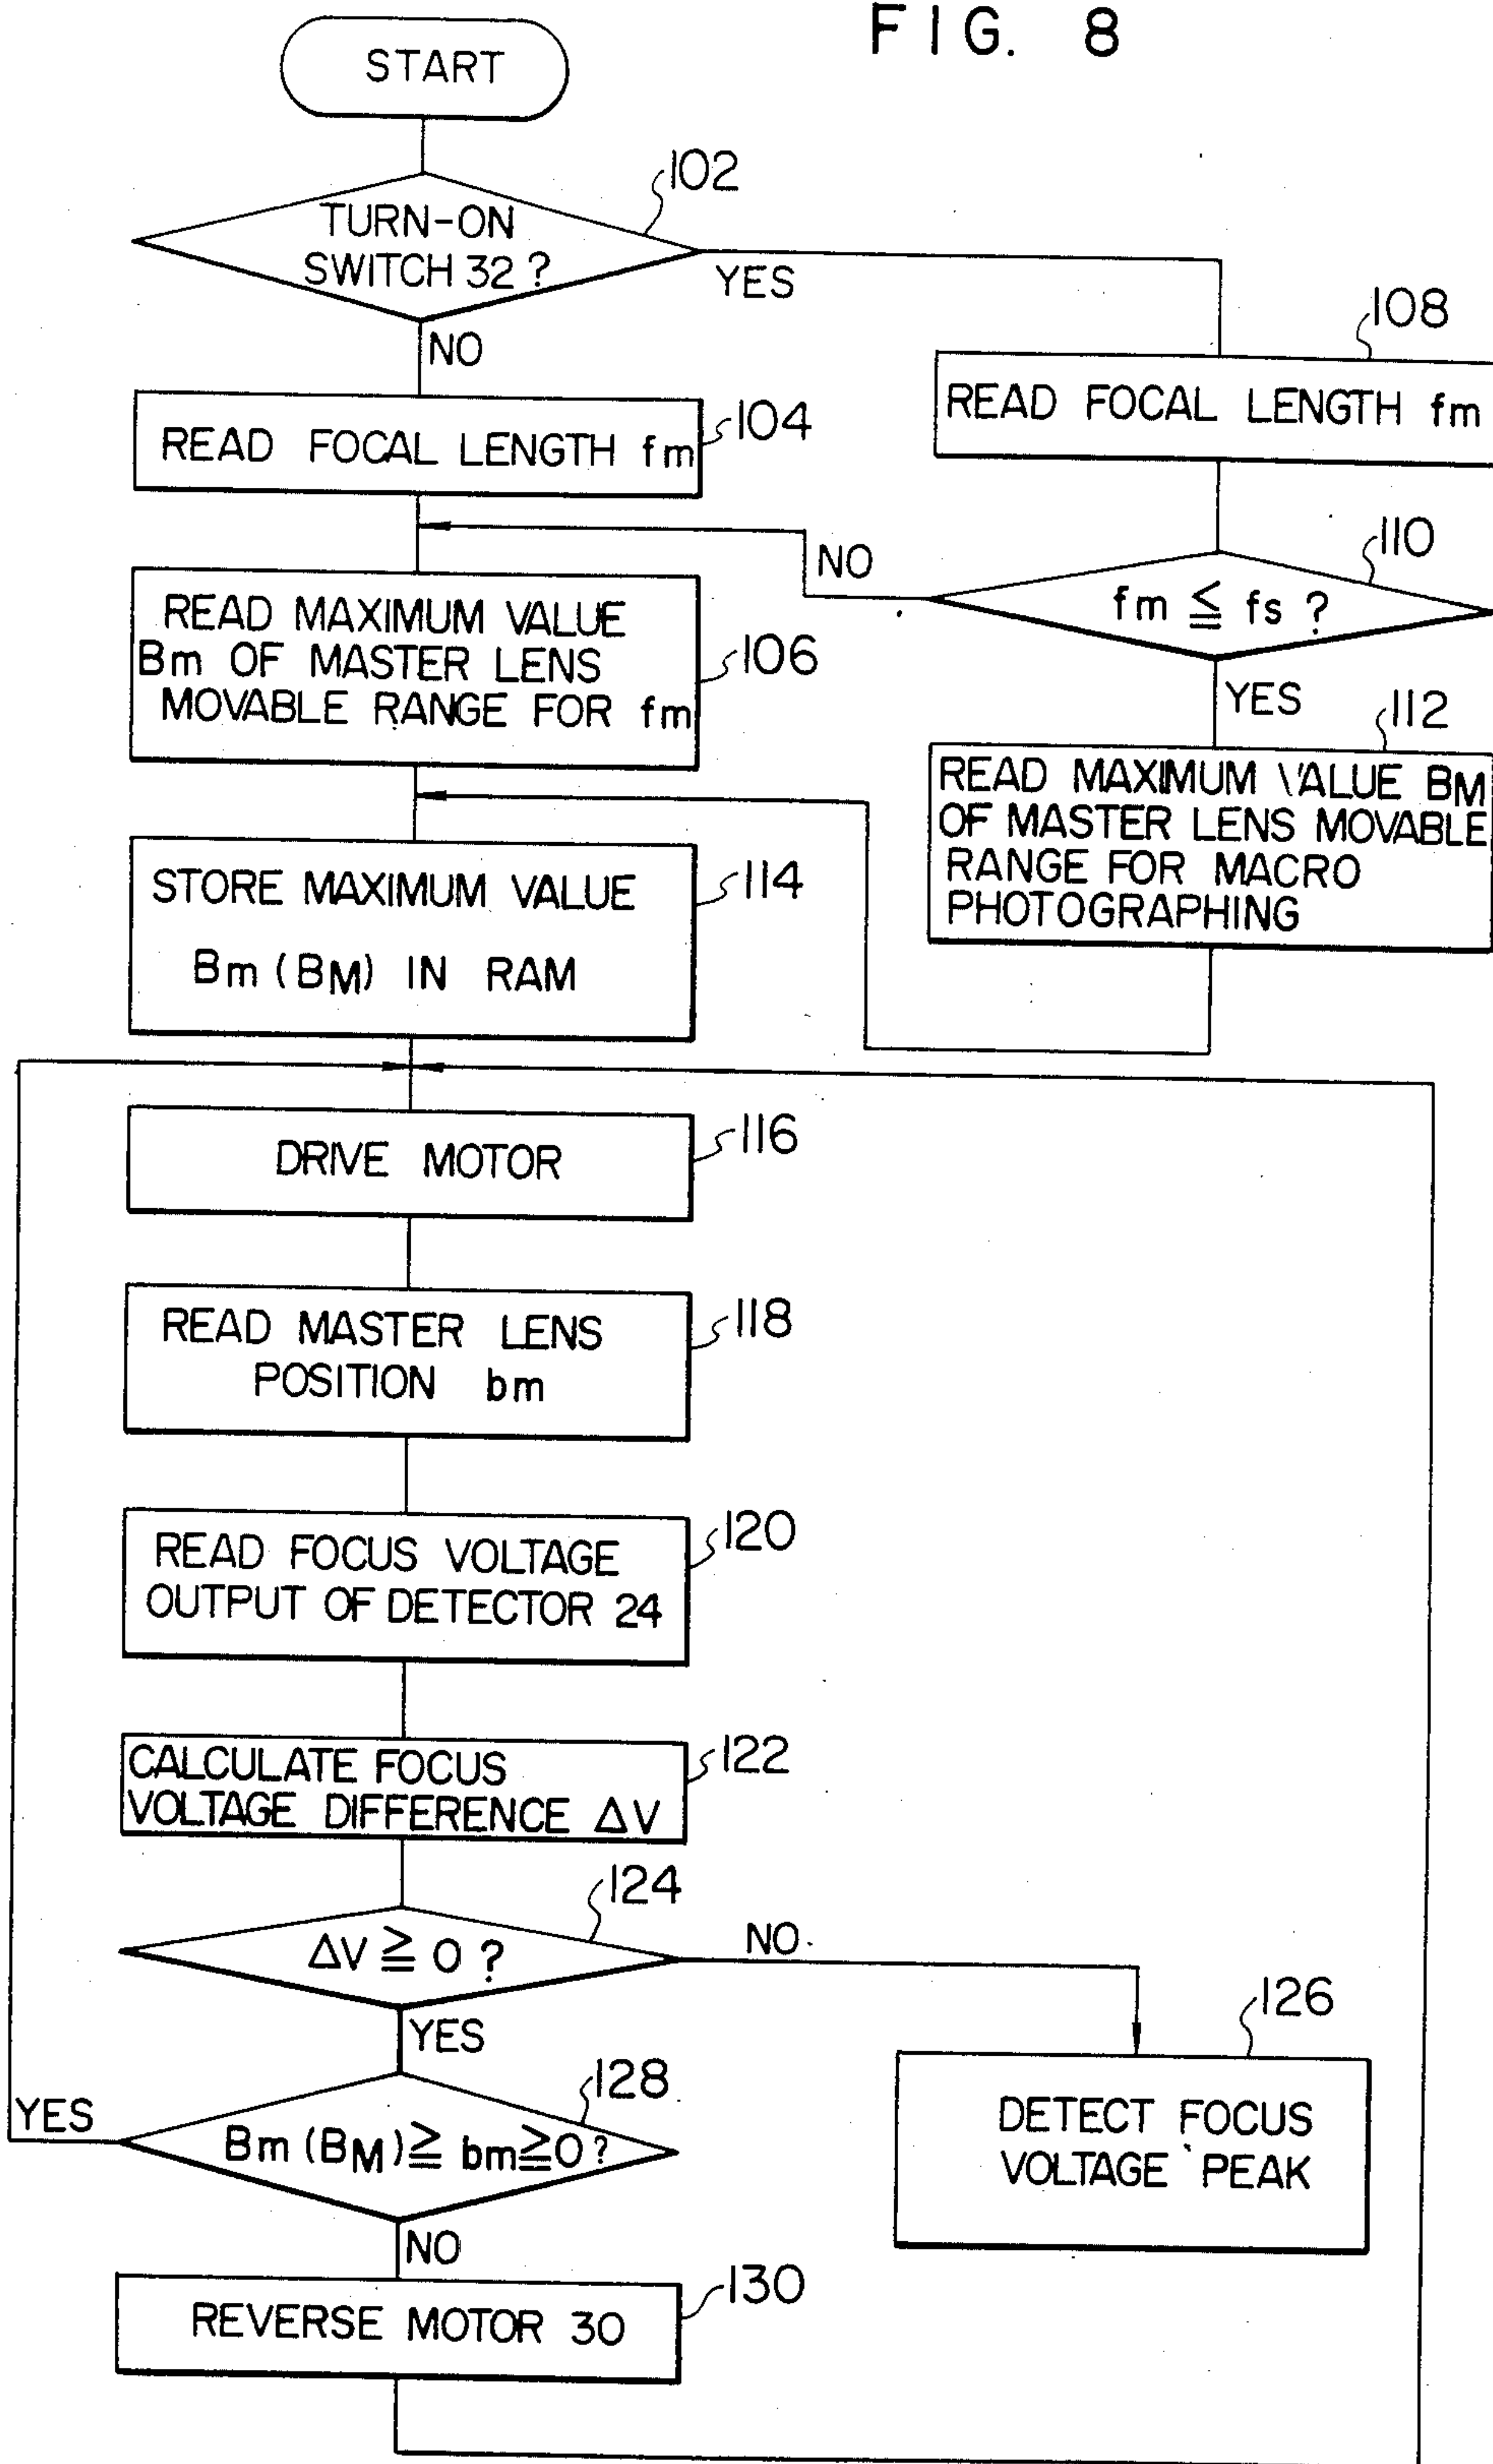 FIG. 8
START
102
TURN-ON
SWITCH 32 ?
YES
NO
108
READ FOCAL LENGTH fm
104
READ FOCAL LENGTH fm
110
NO
fm ≦ fs ?
READ MAXIMUM VALUE
Bm OF MASTER LENS
MOVABLE RANGE FOR fm
106
YES
112
READ MAXIMUM VALUE BM
OF MASTER LENS MOVABLE
RANGE FOR MACRO
PHOTOGRAPHING
STORE MAXIMUM VALUE
Bm (BM) IN RAM
114
DRIVE MOTOR
116
READ MASTER LENS
POSITION bm
118
READ FOCUS VOLTAGE
OUTPUT OF DETECTOR 24
120
CALCULATE FOCUS
VOLTAGE DIFFERENCE ΔV
122
124
ΔV ≧ 0 ?
NO
YES
126
DETECT FOCUS
VOLTAGE PEAK
128
YES
Bm (BM) ≧ bm ≧ 0 ?
NO
130
REVERSE MOTOR 30